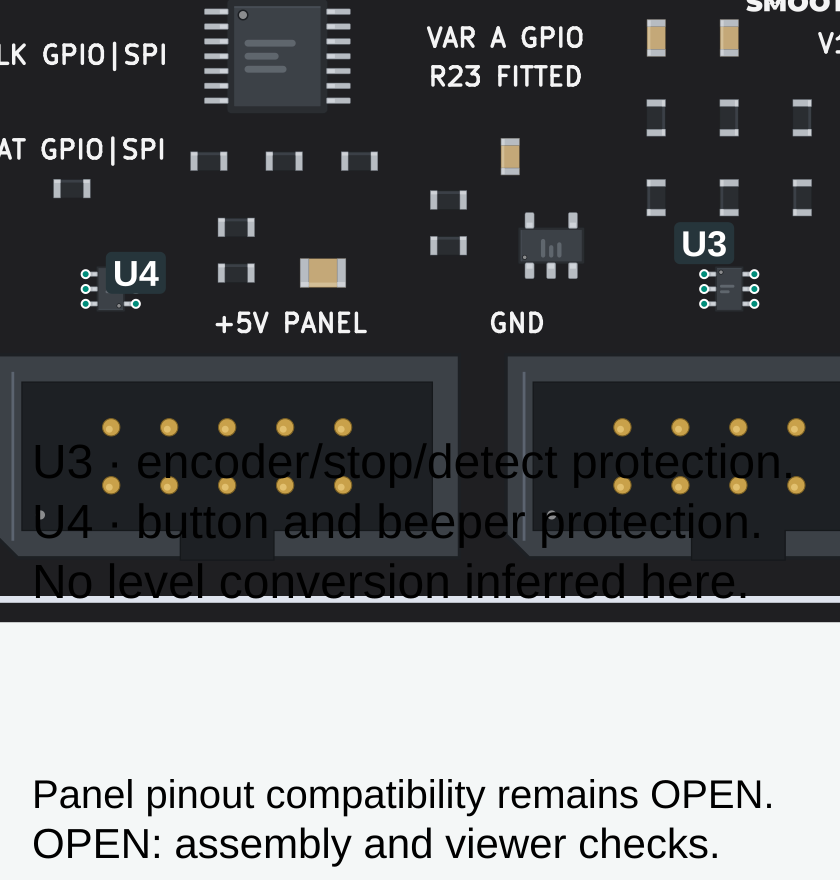 SMOOT
LK GPIO|SPI
VAR A GPIO
R23 FITTED
V1
AT GPIO|SPI
U3
U4
+5V PANEL
GND
U3 · encoder/stop/detect protection.
U4 · button and beeper protection.
No level conversion inferred here.
Panel pinout compatibility remains OPEN.
OPEN: assembly and viewer checks.